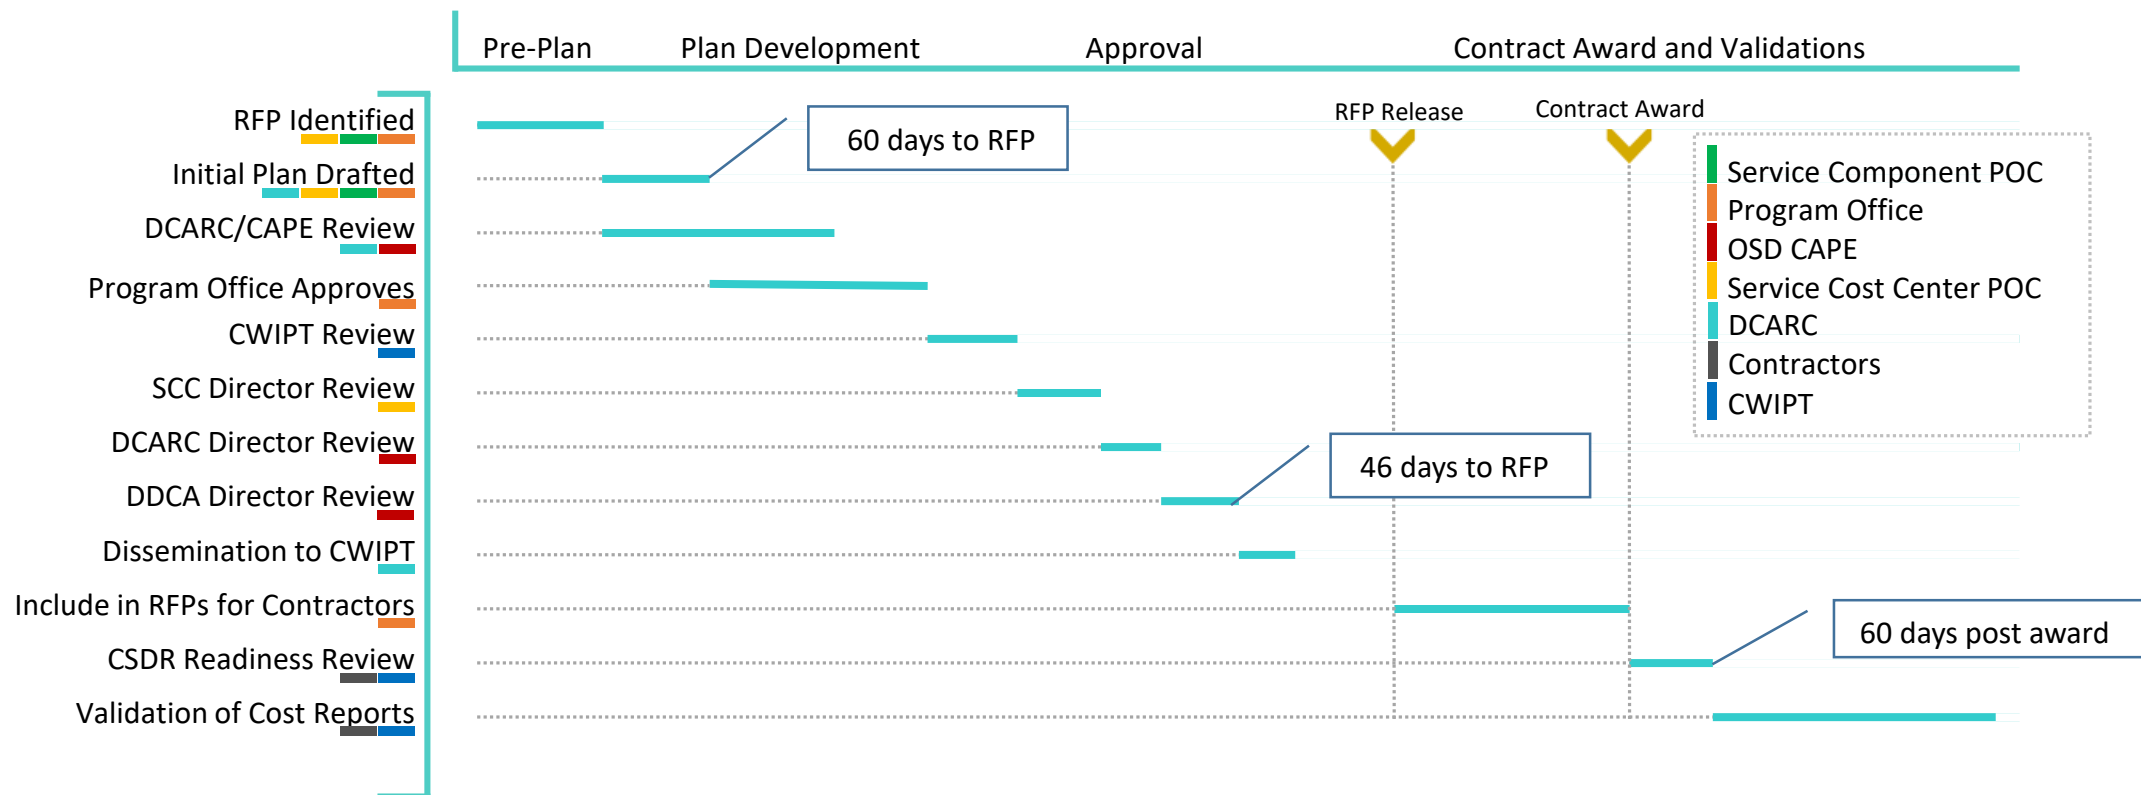 Pre-Plan
Plan Development
Approval
Contract Award and Validations
RFP Identified
Initial Plan Drafted
DCARC/CAPE Review
Program Office Approves
CWIPT Review
SCC Director Review
DCARC Director Review
DDCA Director Review
Dissemination to CWIPT
Include in RFPs for Contractors
CSDR Readiness Review
Validation of Cost Reports
60 days to RFP
RFP Release
Contract Award
46 days to RFP
60 days post award
Service Component POC
Program Office
OSD CAPE
Service Cost Center POC
DCARC
Contractors
CWIPT